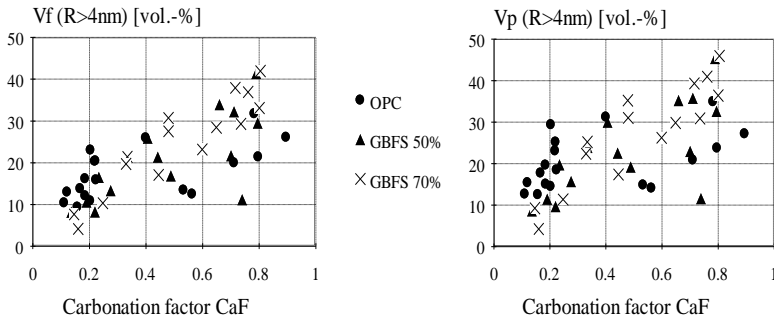 Vf (R>4nm) [vol.-%]
50
40
30
20
10
0
0 0.2 0.4 0.6 0.8 1
Carbonation factor CaF
OPC
GBFS 50%
GBFS 70%
Vp (R>4nm) [vol.-%]
50
40
30
20
10
0
0 0.2 0.4 0.6 0.8 1
Carbonation factor CaF